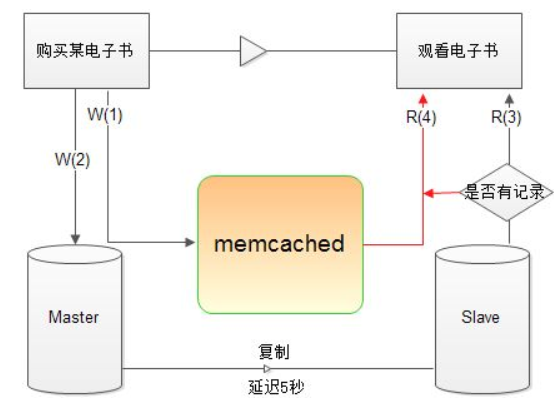 购买某电子书
观看电子书
W(1)
R(4)
R(3)
W(2)
是否有记录
memcached
Master
Slave
复制
延迟5秒